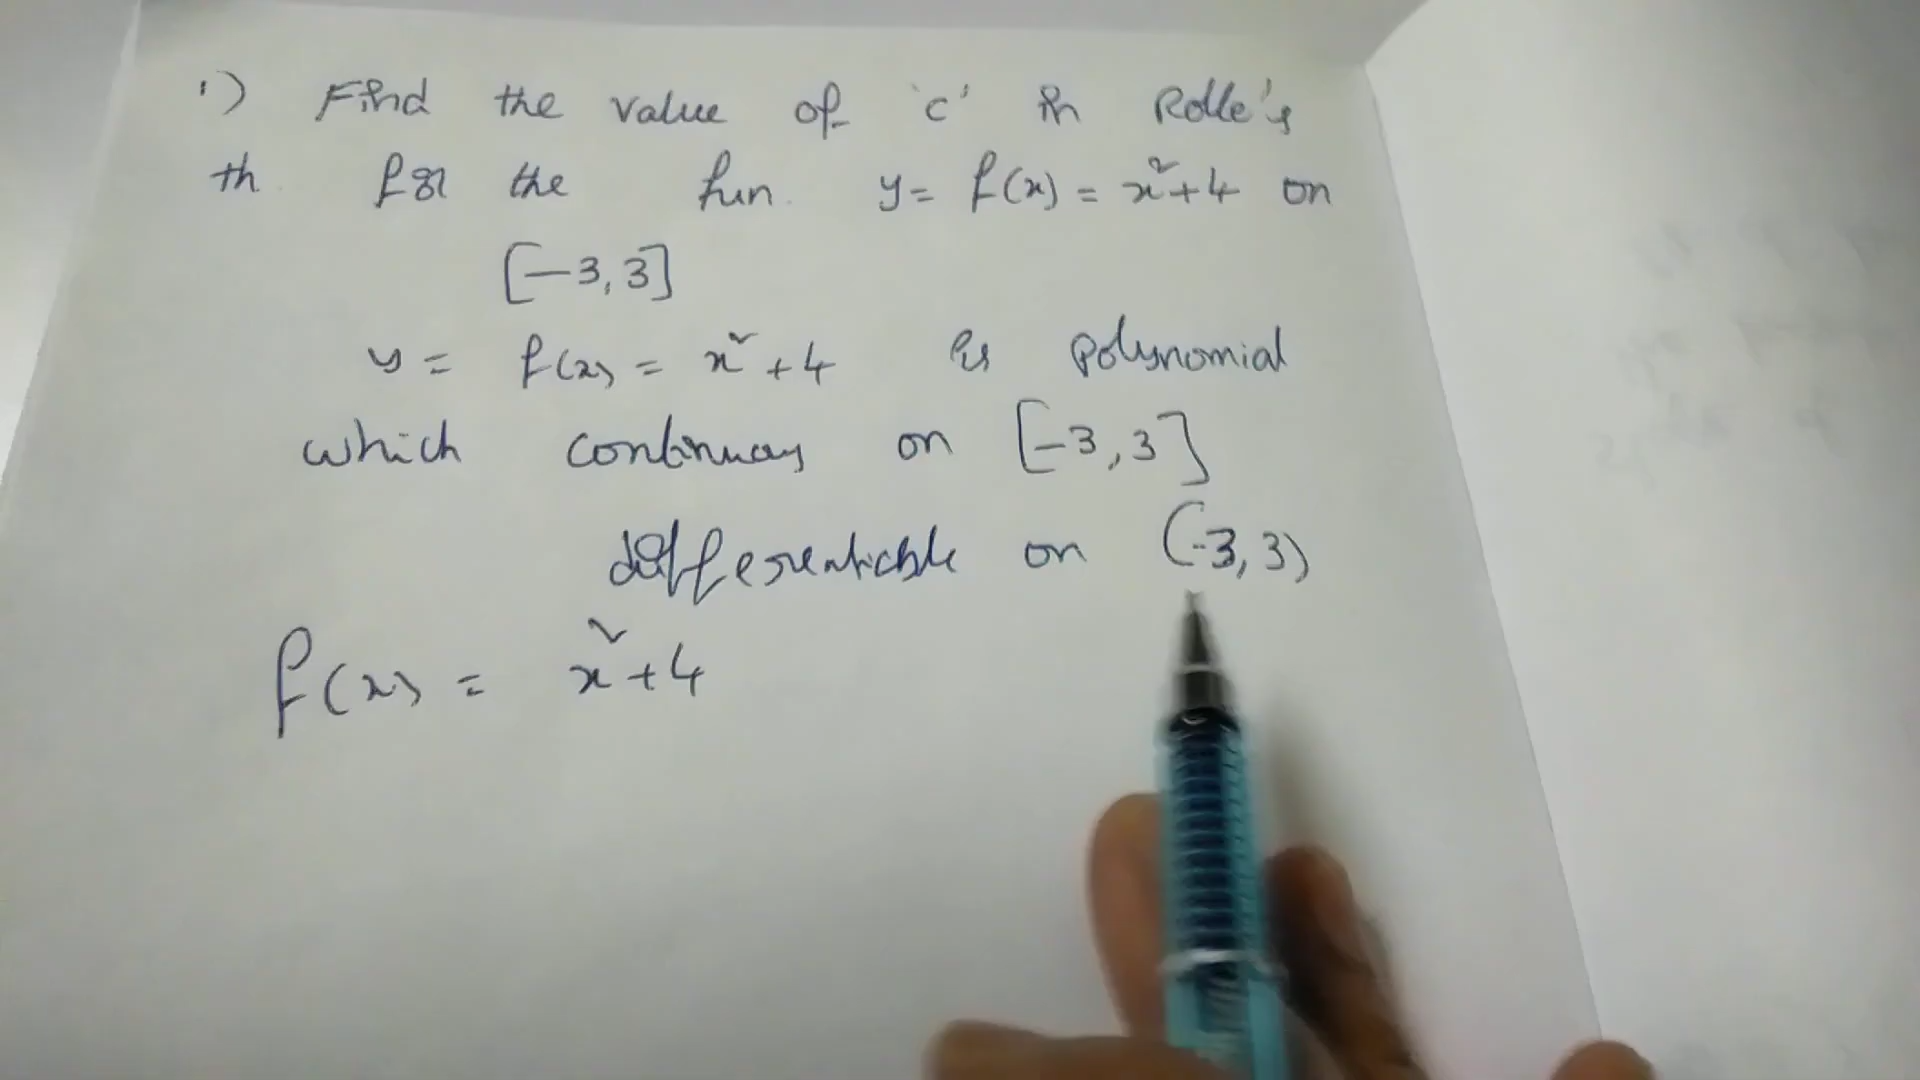 1) Find the value of 'c' in Rolle's
th for the fun. y = f(x) = x²+4 on
[-3, 3]
y = f(x) = x²+4 is polynomial
which continuous on [-3, 3]
differentiable on (-3, 3)
f(x) = x²+4